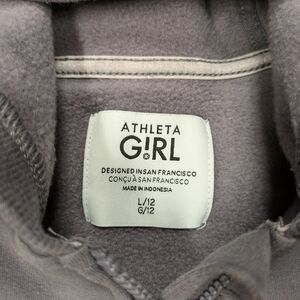 ATHLETA
G!RL
DESIGNED IN SAN FRANCISCO
CONÇU À SAN FRANCISCO
MADE IN INDONESIA
L/12
G/12